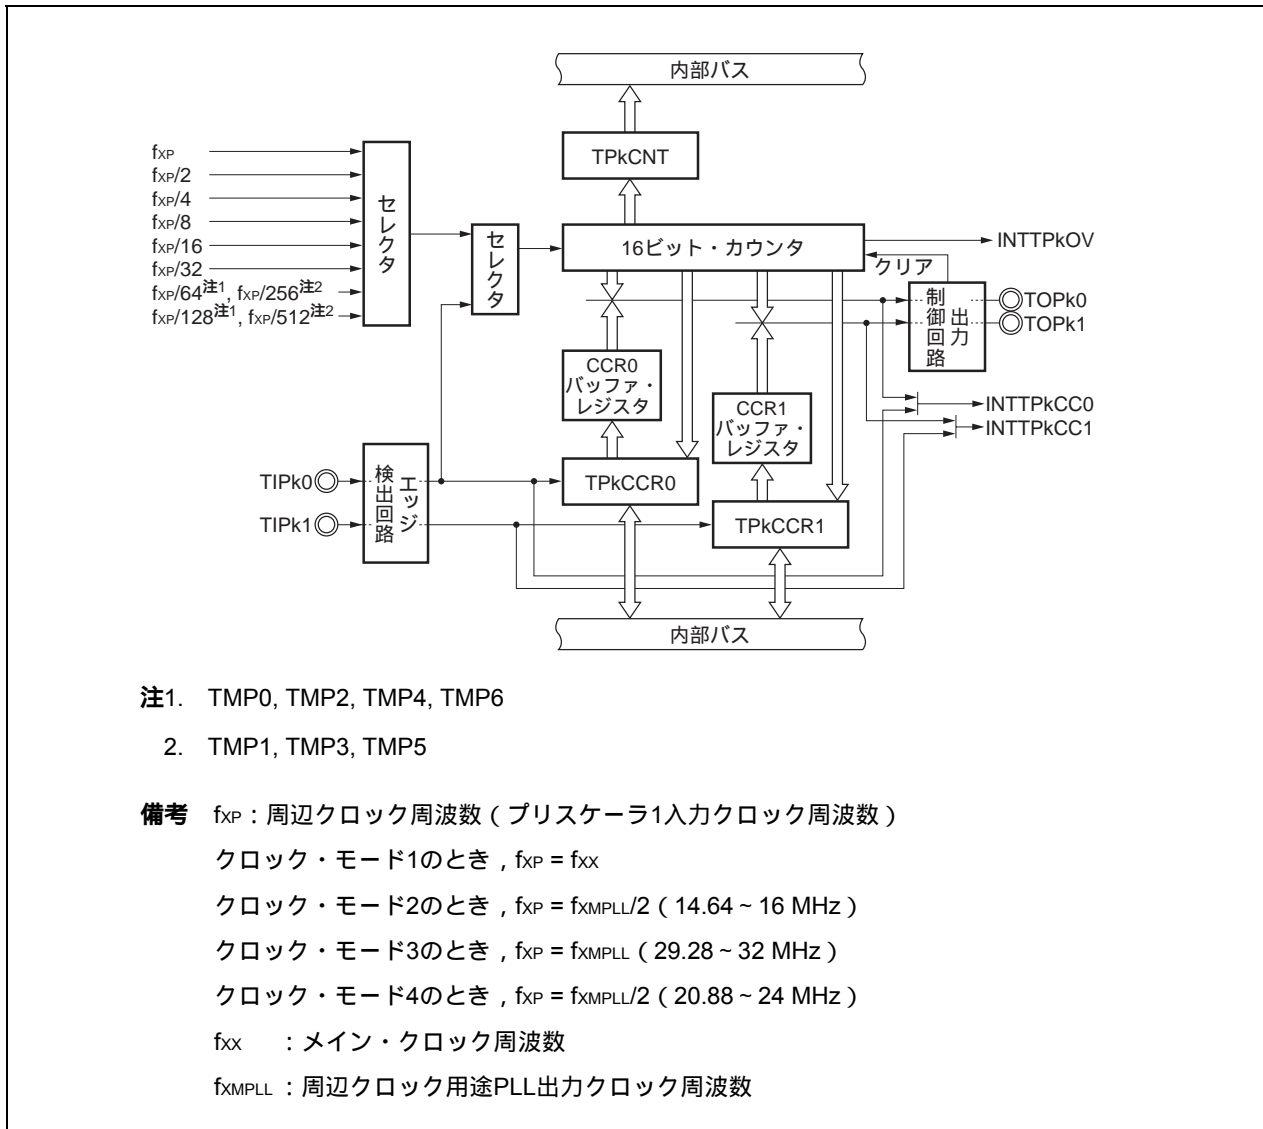 内部バス
TPkCNT
fXP
fXP/2
fXP/4
fXP/8
fXP/16
fXP/32
fXP/64注1, fXP/256注2
fXP/128注1, fXP/512注2
セレクタ
セレクタ
16ビット・カウンタ
INTTPkOV
クリア
出力制御回路
TOPk0
TOPk1
CCR0
バッファ・
レジスタ
CCR1
バッファ・
レジスタ
INTTPkCC0
INTTPkCC1
TIPk0
TIPk1
エッジ検出回路
TPkCCR0
TPkCCR1
内部バス
注1. TMP0, TMP2, TMP4, TMP6
2. TMP1, TMP3, TMP5
備考 fXP：周辺クロック周波数（プリスケーラ1入力クロック周波数）
クロック・モード1のとき，fXP = fXX
クロック・モード2のとき，fXP = fXMPLL/2（14.64～16 MHz）
クロック・モード3のとき，fXP = fXMPLL（29.28～32 MHz）
クロック・モード4のとき，fXP = fXMPLL/2（20.88～24 MHz）
fXX ：メイン・クロック周波数
fXMPLL：周辺クロック用途PLL出力クロック周波数